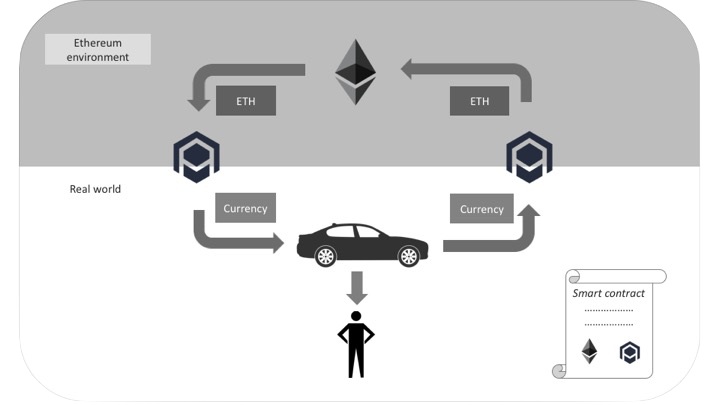 Ethereum
environment
ETH
ETH
Real world
Currency
Currency
Smart contract
………………
………………